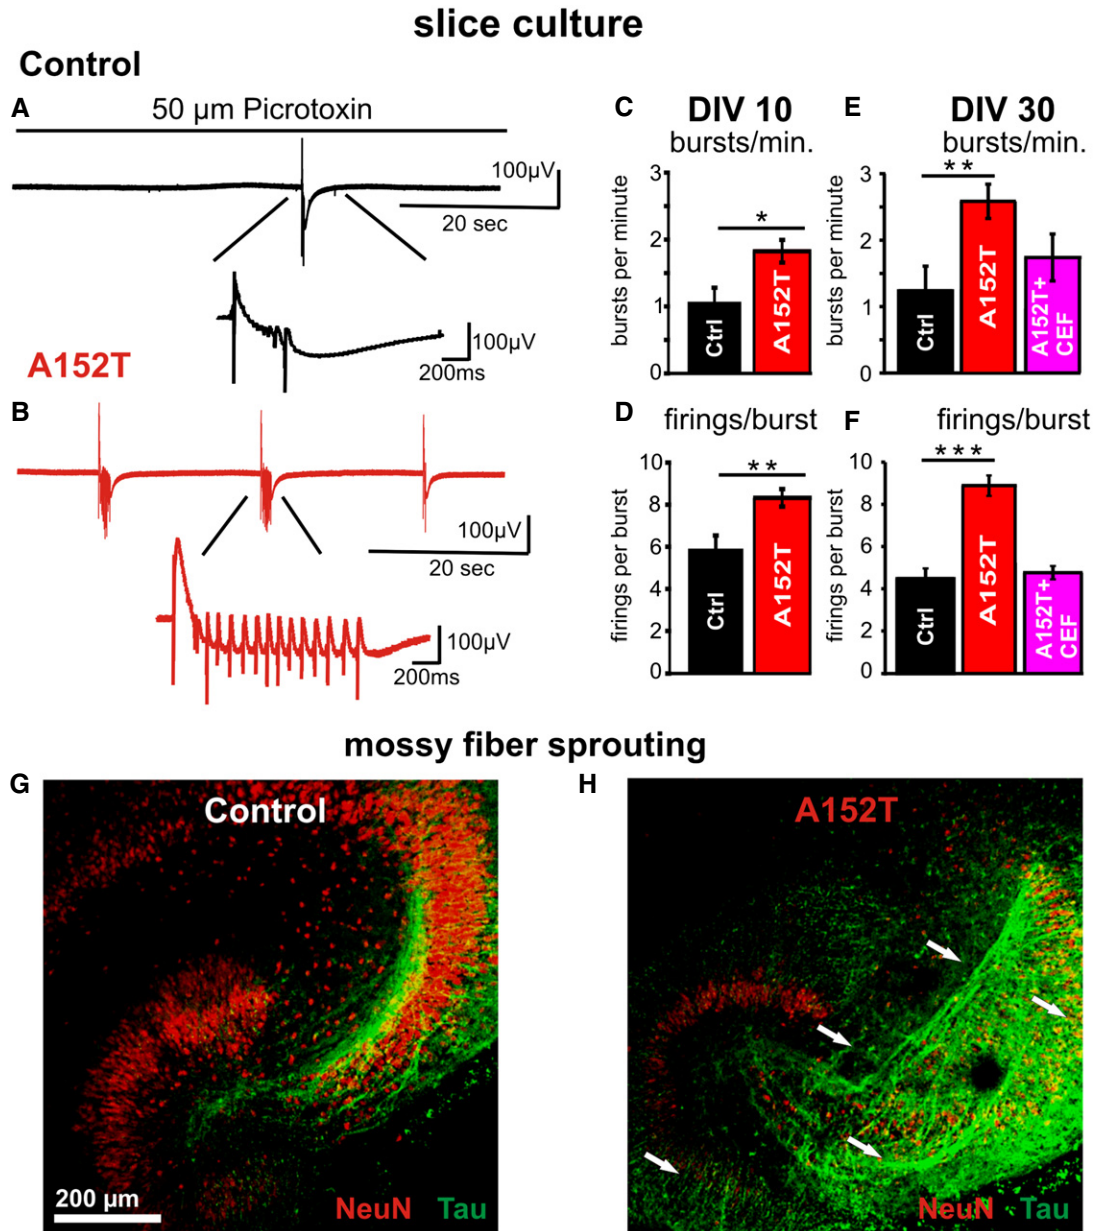 slice culture
Control
A
50 µm Picrotoxin
100µV
20 sec
100µV
200ms
A152T
B
100µV
20 sec
100µV
200ms
C
DIV 10
bursts/min.
bursts per minute
3
2
1
0
*
Ctrl
A152T
E
DIV 30
bursts/min.
bursts per minute
3
2
1
0
**
Ctrl
A152T
A152T+
CEF
D
firings/burst
firings per burst
10
8
6
4
2
0
**
Ctrl
A152T
F
firings/burst
firings per burst
10
8
6
4
2
0
***
Ctrl
A152T
A152T+
CEF
mossy fiber sprouting
G
Control
200 µm
NeuN Tau
H
A152T
NeuN Tau